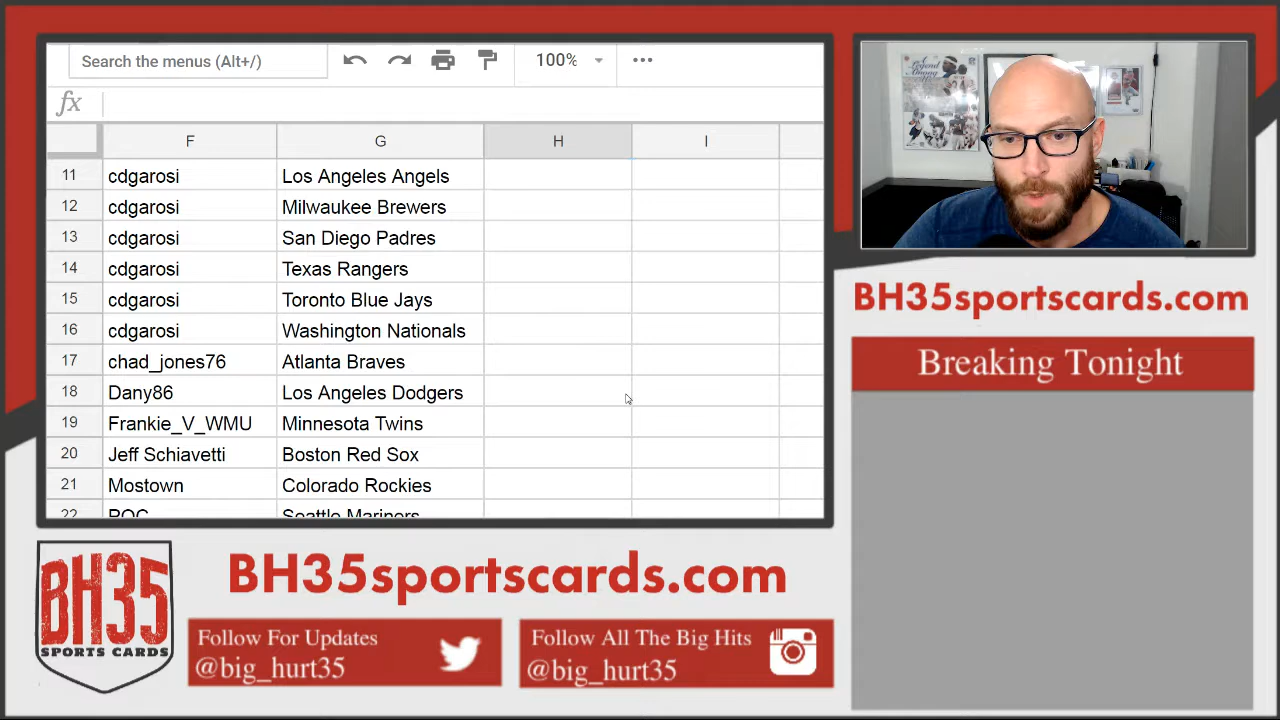 Search the menus (Alt+/)
100%
fx
F G H I
11 cdgarosi Los Angeles Angels
12 cdgarosi Milwaukee Brewers
13 cdgarosi San Diego Padres
14 cdgarosi Texas Rangers
15 cdgarosi Toronto Blue Jays
16 cdgarosi Washington Nationals
17 chad_jones76 Atlanta Braves
18 Dany86 Los Angeles Dodgers
19 Frankie_V_WMU Minnesota Twins
20 Jeff Schiavetti Boston Red Sox
21 Mostown Colorado Rockies
22 Seattle Mariners
BH35sportscards.com
Breaking Tonight
BH35
SPORTS CARDS
BH35sportscards.com
Follow For Updates
@big_hurt35
Follow All The Big Hits
@big_hurt35